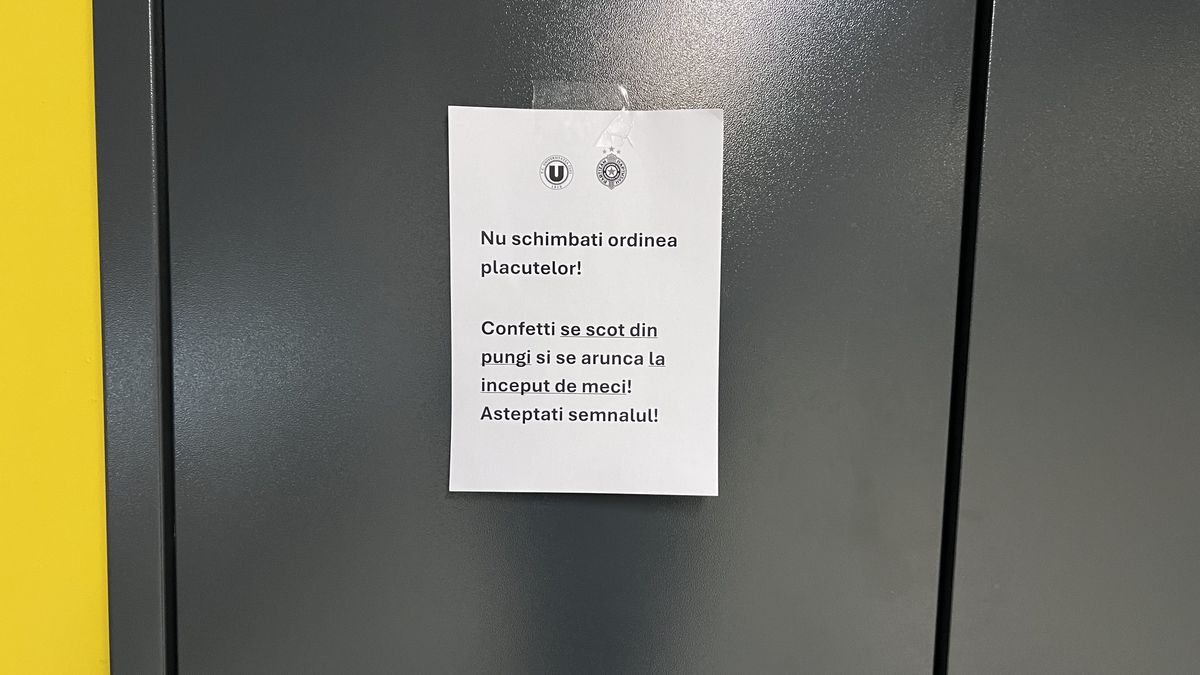 U
Nu schimbati ordinea
placutelor!
Confetti se scot din
pungi si se arunca la
inceput de meci!
Asteptati semnalul!